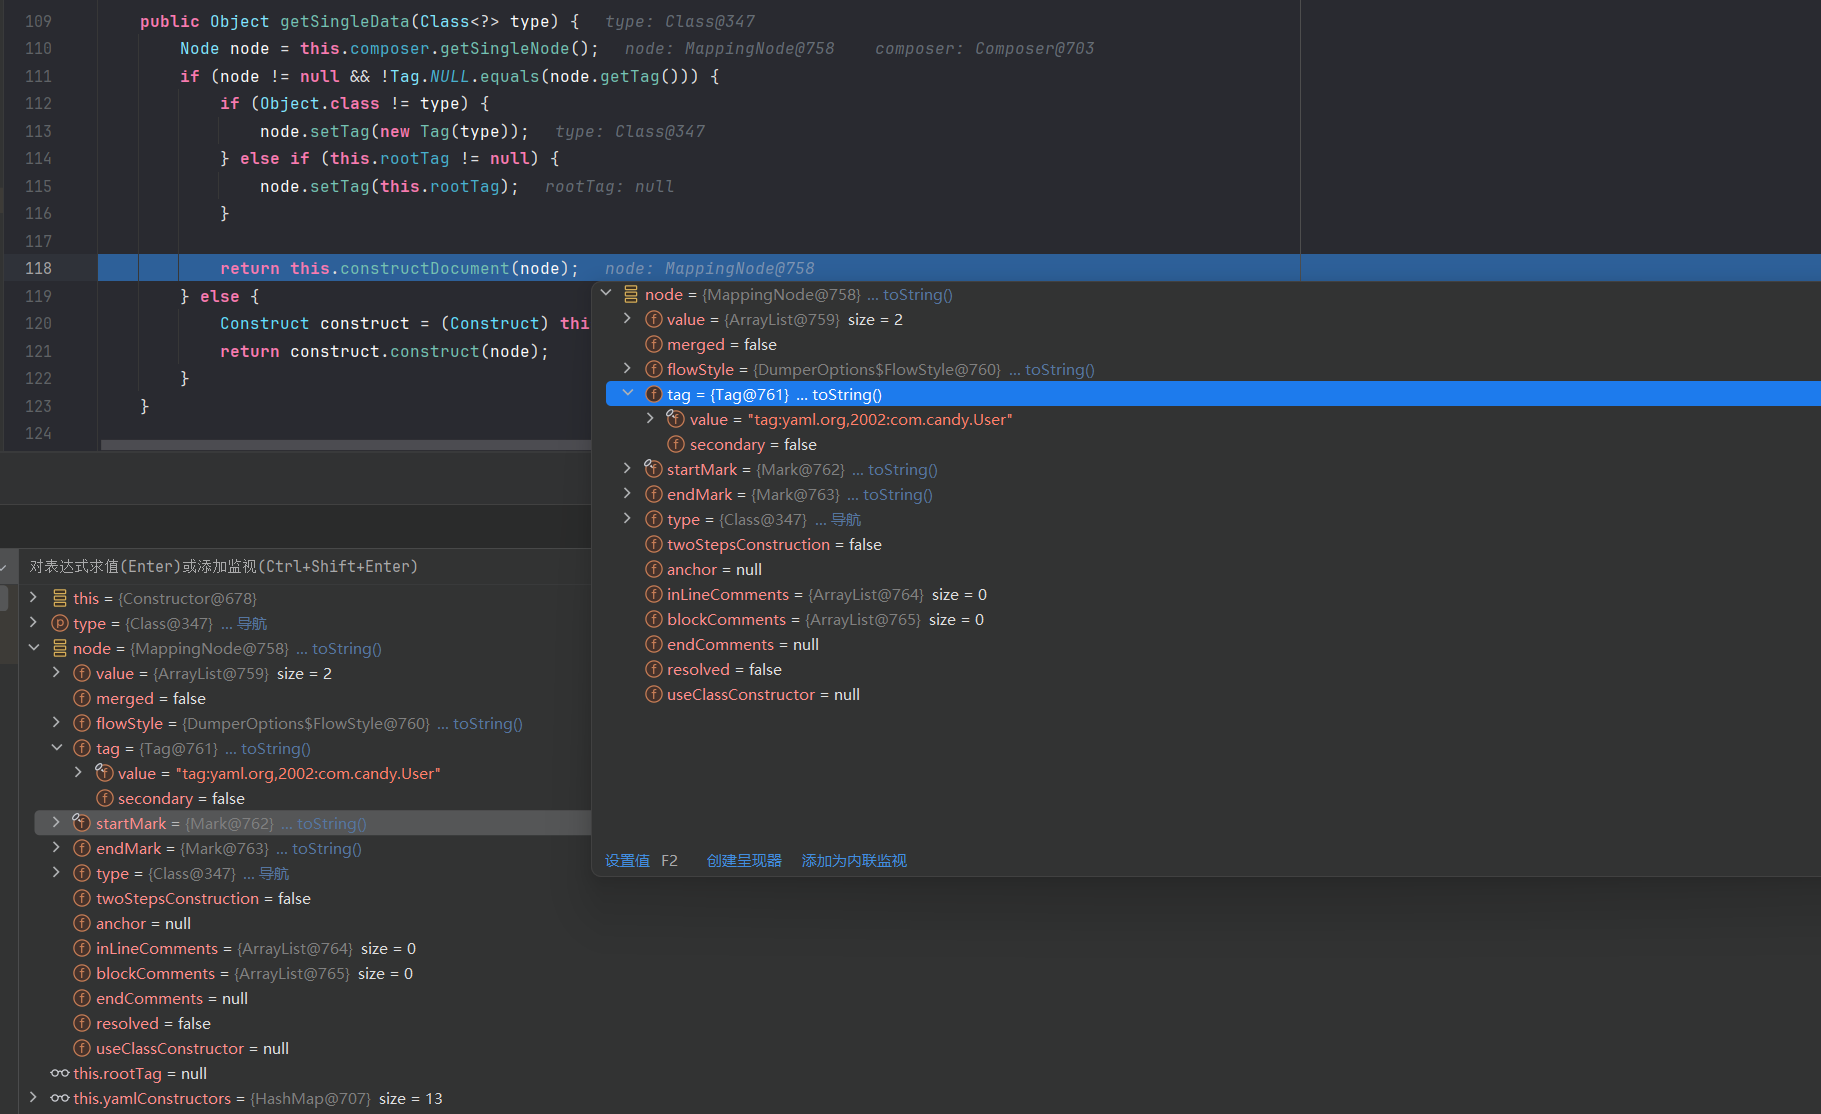 109 public Object getSingleData(Class<?> type) { type: Class@347
110 Node node = this.composer.getSingleNode(); node: MappingNode@758 composer: Composer@703
111 if (node != null && !Tag.NULL.equals(node.getTag())) {
112 if (Object.class != type) {
113 node.setTag(new Tag(type)); type: Class@347
114 } else if (this.rootTag != null) {
115 node.setTag(this.rootTag); rootTag: null
116 }
117
118 return this.constructDocument(node); node: MappingNode@758
119 } else {
120 Construct construct = (Construct) thi
121 return construct.construct(node);
122 }
123 }
124
node = {MappingNode@758} ... toString()
value = {ArrayList@759} size = 2
merged = false
flowStyle = {DumperOptions$FlowStyle@760} ... toString()
tag = {Tag@761} ... toString()
value = "tag:yaml.org,2002:com.candy.User"
secondary = false
startMark = {Mark@762} ... toString()
endMark = {Mark@763} ... toString()
type = {Class@347} ... 导航
twoStepsConstruction = false
anchor = null
inLineComments = {ArrayList@764} size = 0
blockComments = {ArrayList@765} size = 0
endComments = null
resolved = false
useClassConstructor = null
设置值 F2 创建呈现器 添加为内联监视
对表达式求值(Enter)或添加监视(Ctrl+Shift+Enter)
this = {Constructor@678}
type = {Class@347} ... 导航
node = {MappingNode@758} ... toString()
value = {ArrayList@759} size = 2
merged = false
flowStyle = {DumperOptions$FlowStyle@760} ... toString()
tag = {Tag@761} ... toString()
value = "tag:yaml.org,2002:com.candy.User"
secondary = false
startMark = {Mark@762} ... toString()
endMark = {Mark@763} ... toString()
type = {Class@347} ... 导航
twoStepsConstruction = false
anchor = null
inLineComments = {ArrayList@764} size = 0
blockComments = {ArrayList@765} size = 0
endComments = null
resolved = false
useClassConstructor = null
this.rootTag = null
this.yamlConstructors = {HashMap@707} size = 13